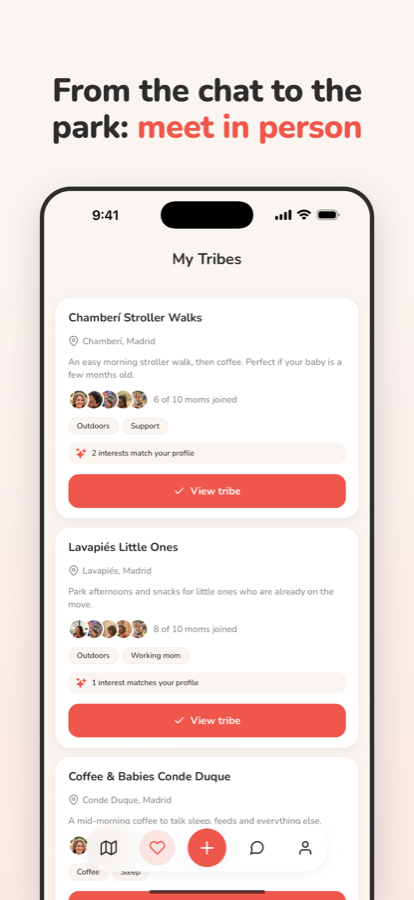 From the chat to the
park: meet in person
9:41
My Tribes
Chamberí Stroller Walks
Chamberí, Madrid
An easy morning stroller walk, then coffee. Perfect if your baby is a
few months old.
6 of 10 moms joined
Outdoors Support
2 interests match your profile
View tribe
Lavapiés Little Ones
Lavapiés, Madrid
Park afternoons and snacks for little ones who are already on the
move.
8 of 10 moms joined
Outdoors Working mom
1 interest matches your profile
View tribe
Coffee & Babies Conde Duque
Conde Duque, Madrid
A mid-morning coffee to talk sleep, feeds and everything else.
Coffee Sleep